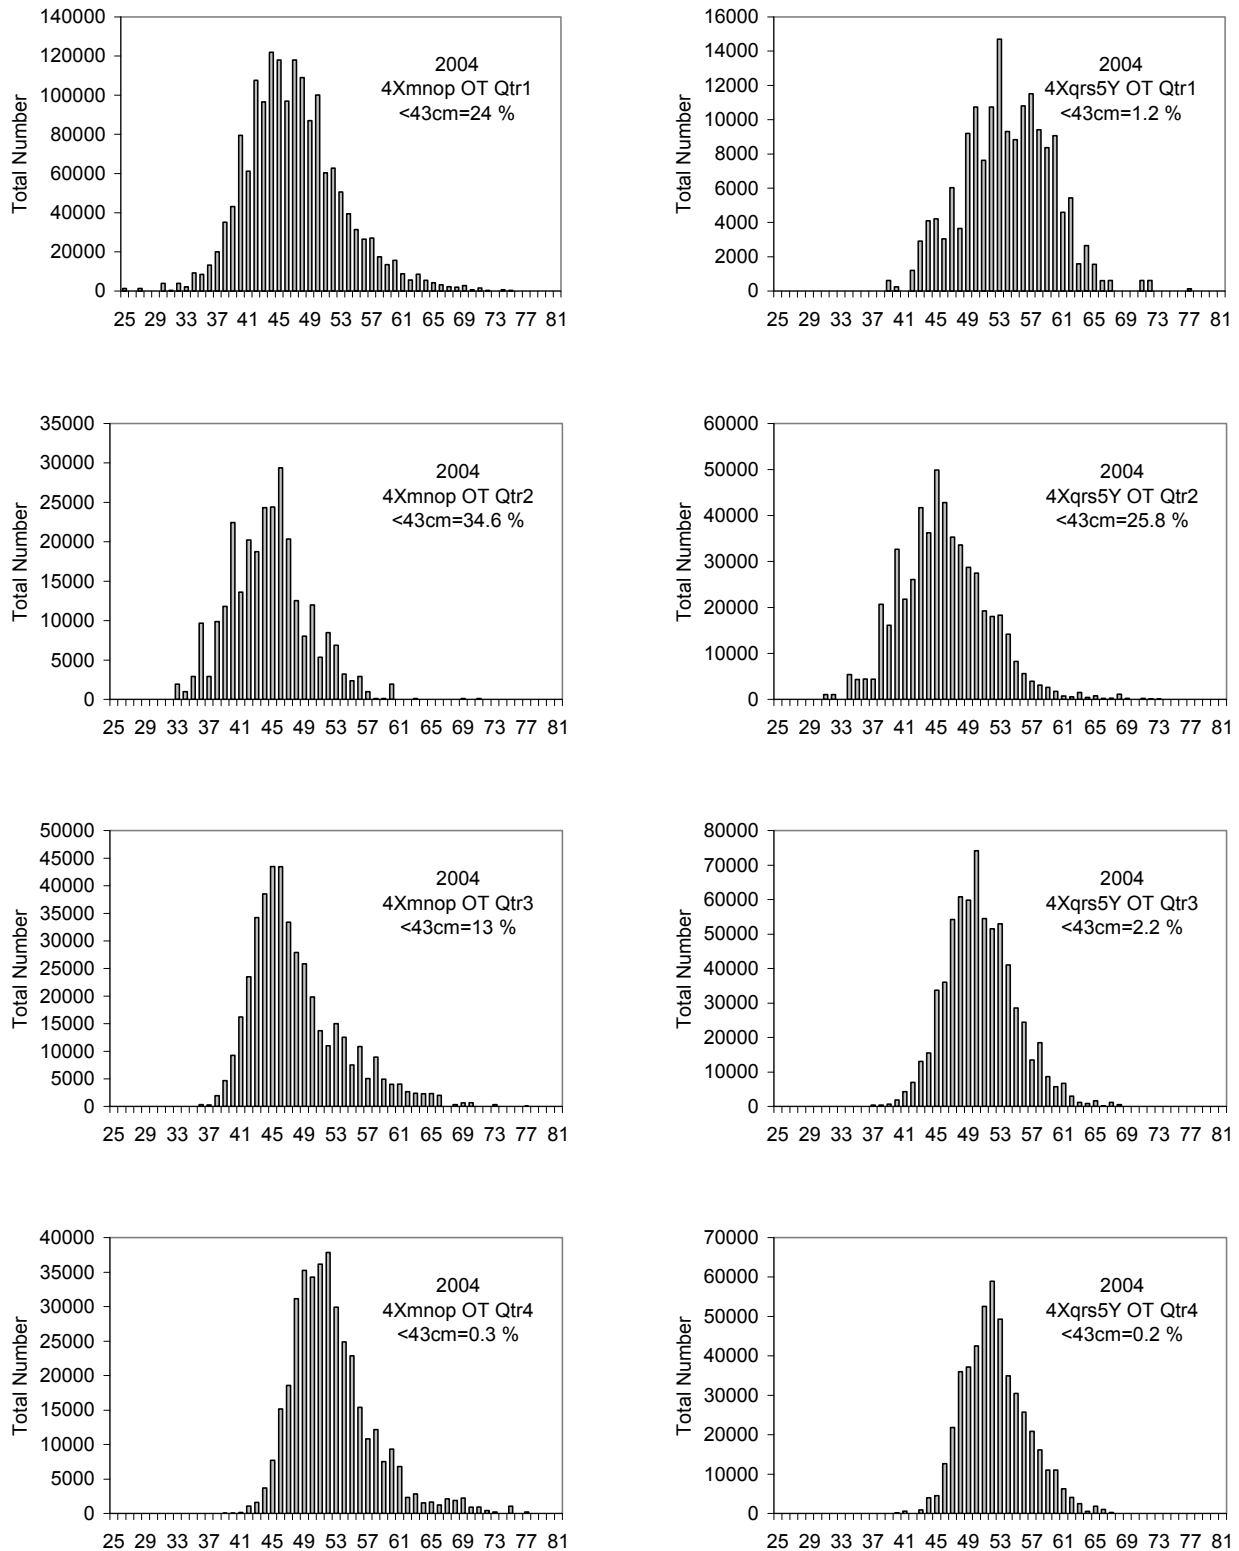 140000
120000
100000
80000
60000
40000
20000
0
Total Number
2004
4Xmnop OT Qtr1
<43cm=24 %
25 29 33 37 41 45 49 53 57 61 65 69 73 77 81
16000
14000
12000
10000
8000
6000
4000
2000
0
Total Number
2004
4Xqrs5Y OT Qtr1
<43cm=1.2 %
25 29 33 37 41 45 49 53 57 61 65 69 73 77 81
35000
30000
25000
20000
15000
10000
5000
0
Total Number
2004
4Xmnop OT Qtr2
<43cm=34.6 %
25 29 33 37 41 45 49 53 57 61 65 69 73 77 81
60000
50000
40000
30000
20000
10000
0
Total Number
2004
4Xqrs5Y OT Qtr2
<43cm=25.8 %
25 29 33 37 41 45 49 53 57 61 65 69 73 77 81
50000
45000
40000
35000
30000
25000
20000
15000
10000
5000
0
Total Number
2004
4Xmnop OT Qtr3
<43cm=13 %
25 29 33 37 41 45 49 53 57 61 65 69 73 77 81
80000
70000
60000
50000
40000
30000
20000
10000
0
Total Number
2004
4Xqrs5Y OT Qtr3
<43cm=2.2 %
25 29 33 37 41 45 49 53 57 61 65 69 73 77 81
40000
35000
30000
25000
20000
15000
10000
5000
0
Total Number
2004
4Xmnop OT Qtr4
<43cm=0.3 %
25 29 33 37 41 45 49 53 57 61 65 69 73 77 81
70000
60000
50000
40000
30000
20000
10000
0
Total Number
2004
4Xqrs5Y OT Qtr4
<43cm=0.2 %
25 29 33 37 41 45 49 53 57 61 65 69 73 77 81